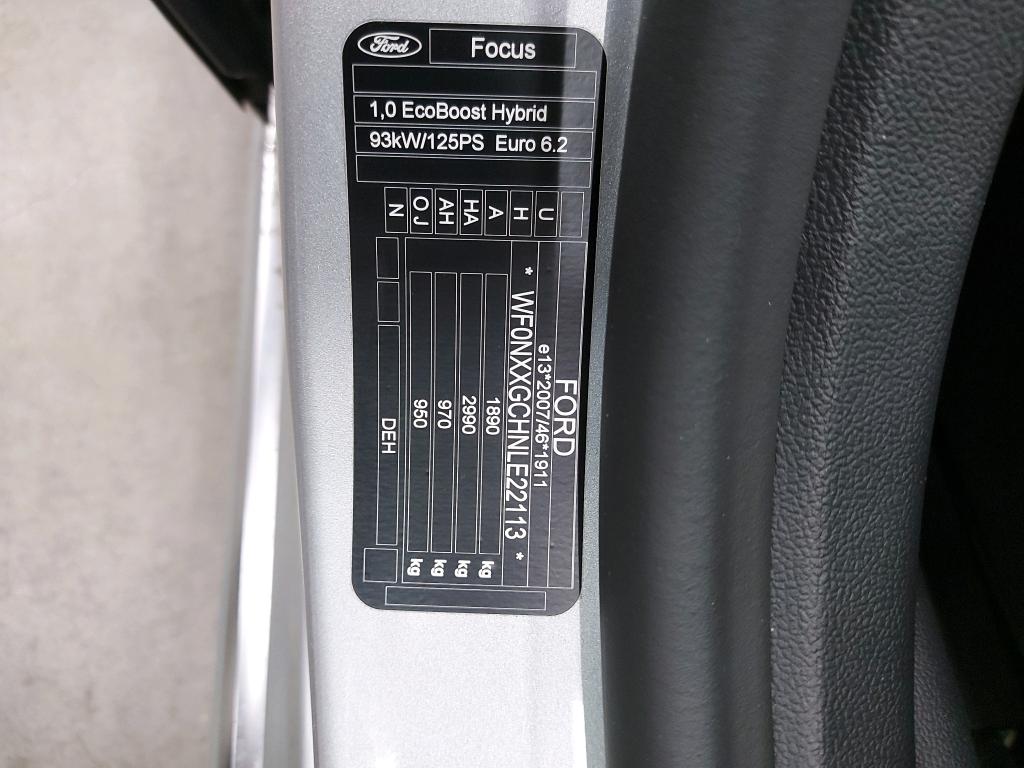 Ford
Focus
1,0 EcoBoost Hybrid
93kW/125PS Euro 6.2
FORD
U e13*2007/46*1911
H * WF0NXXGCHNLE22113 *
A 1890 kg
HA 2990 kg
AH 970 kg
OJ 950 kg
N DEH